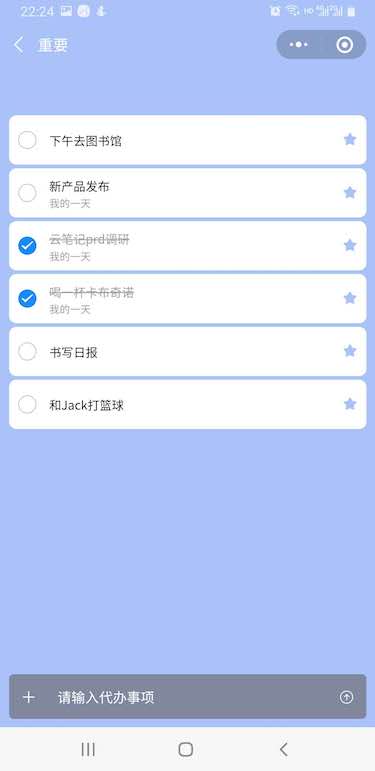 22:24
重要
下午去图书馆
新产品发布
我的一天
云笔记prd调研
我的一天
喝一杯卡布奇诺
我的一天
书写日报
和Jack打篮球
请输入代办事项